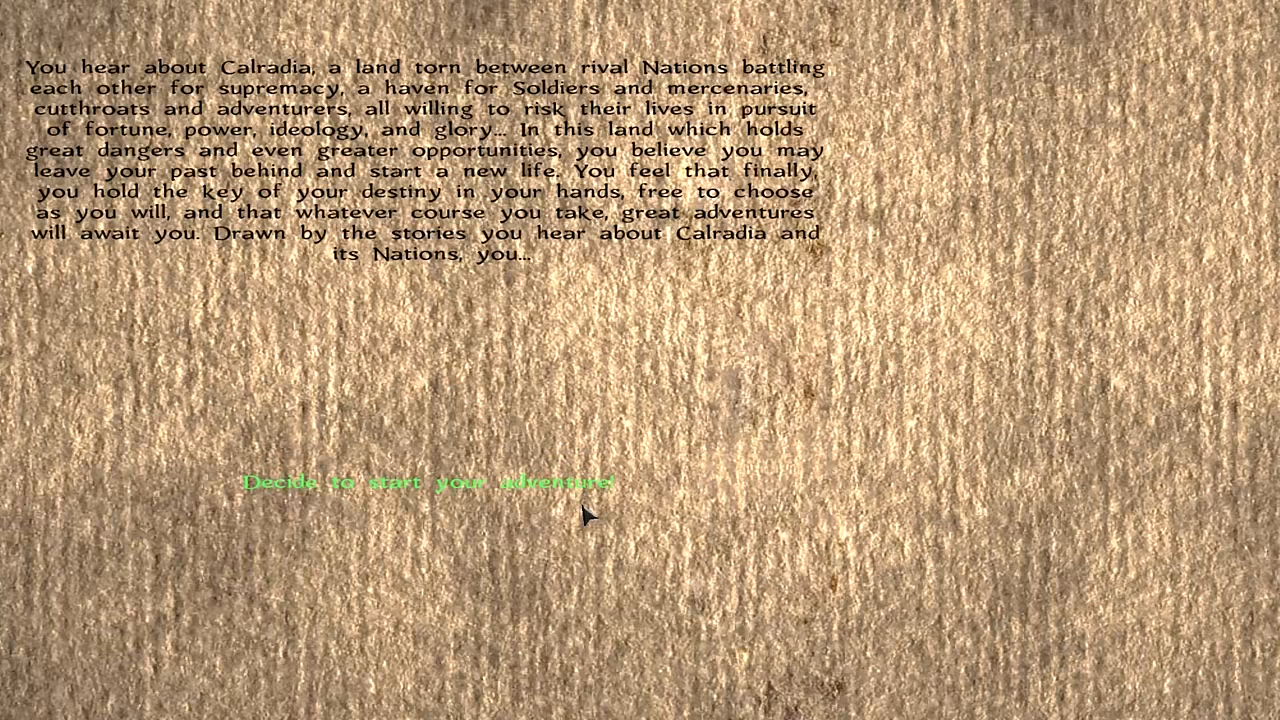 You hear about Calradia, a land torn between rival Nations battling
each other for supremacy, a haven for Soldiers and mercenaries,
cutthroats and adventurers, all willing to risk their lives in pursuit
of fortune, power, ideology, and glory... In this land which holds
great dangers and even greater opportunities, you believe you may
leave your past behind and start a new life. You feel that finally,
you hold the key of your destiny in your hands, free to choose
as you will, and that whatever course you take, great adventures
will await you. Drawn by the stories you hear about Calradia and
its Nations, you...
Decide to start your adventure!